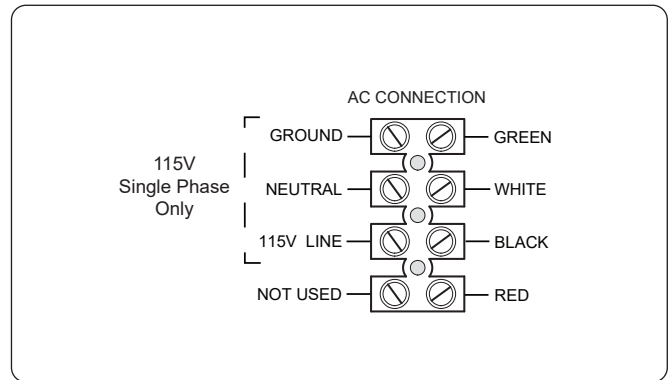 AC CONNECTION
115V
Single Phase
Only
GROUND
GREEN
NEUTRAL
WHITE
115V LINE
BLACK
NOT USED
RED